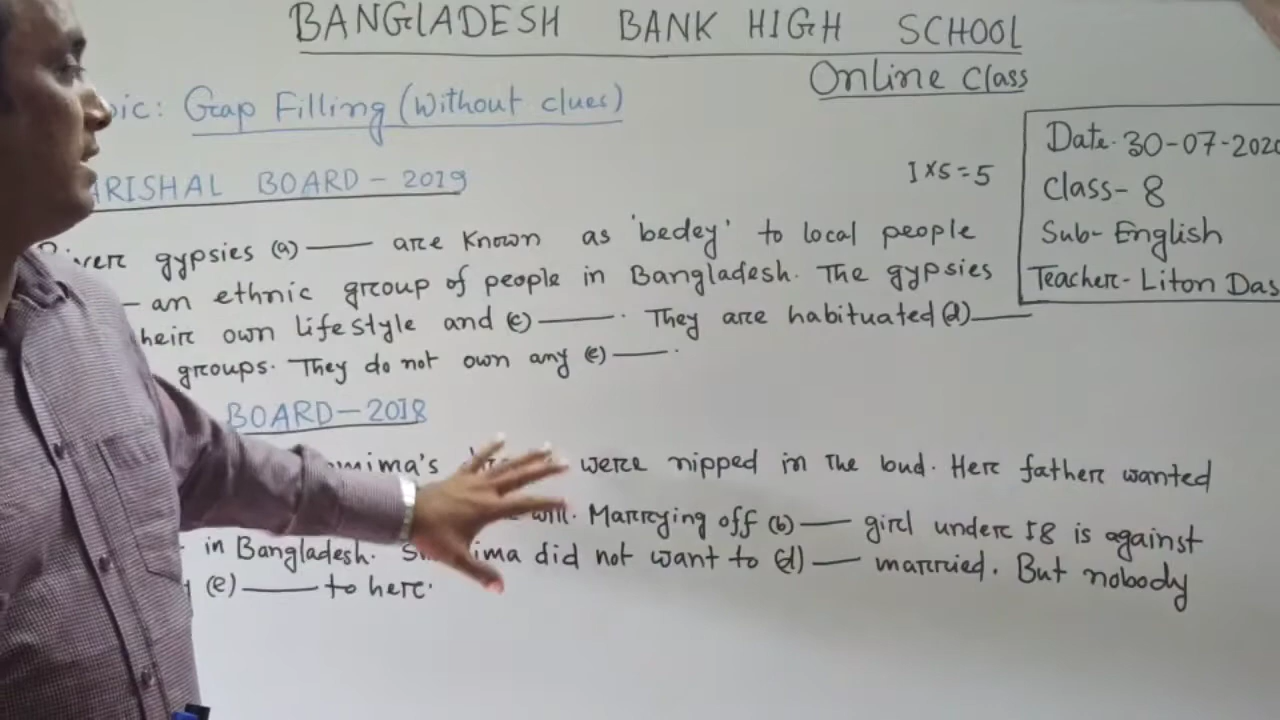 BANGLADESH BANK HIGH SCHOOL
Online Class
Gap Filling (Without clues)
Date. 30-07-2020
Class- 8
Sub- English
Teacher- Liton Das
ARISHAL BOARD - 2019
1x5=5
River gypsies (a) —— are known as 'bedey' to local people
— an ethnic group of people in Bangladesh. The gypsies
heir own lifestyle and (c) ——. They are habituated (d) ——
groups. They do not own any (e) ——.
BOARD - 2018
were nipped in the bud. Her father wanted
will. Marrying off (b) —— girl under 18 is against
in Bangladesh. did not want to (d) —— married. But nobody
(e) —— to her.